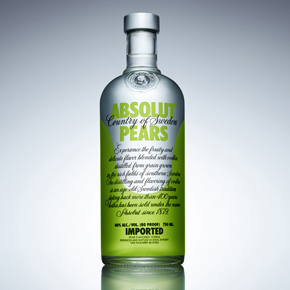 ABSOLUT
Country of Sweden
PEARS
Experience the fruity and
delicate flavor blended with vodka
distilled from grain grown
in the rich fields of southern Sweden.
The distilling and flavoring of vodka
is an age-old Swedish tradition
dating back more than 400 years.
Vodka has been sold under the name
Absolut since 1879.
40% ALC./VOL. (80 PROOF) 750 ML.
IMPORTED
PEAR FLAVORED VODKA